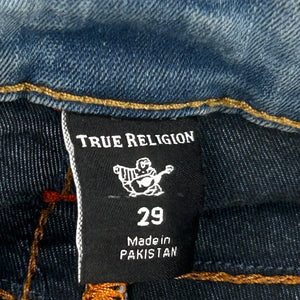 TRUE RELIGION
29
Made in
PAKISTAN